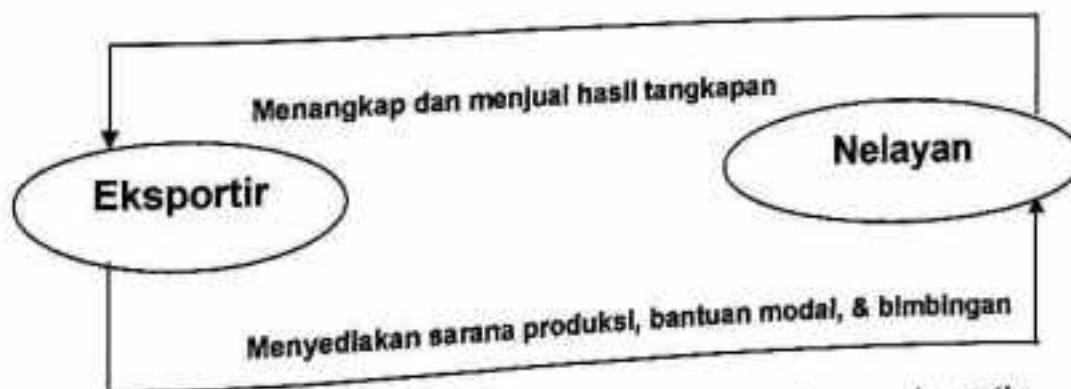 Menangkap dan menjual hasil tangkapan
Nelayan
Eksportir
Menyediakan sarana produksi, bantuan modal, & bimbingan